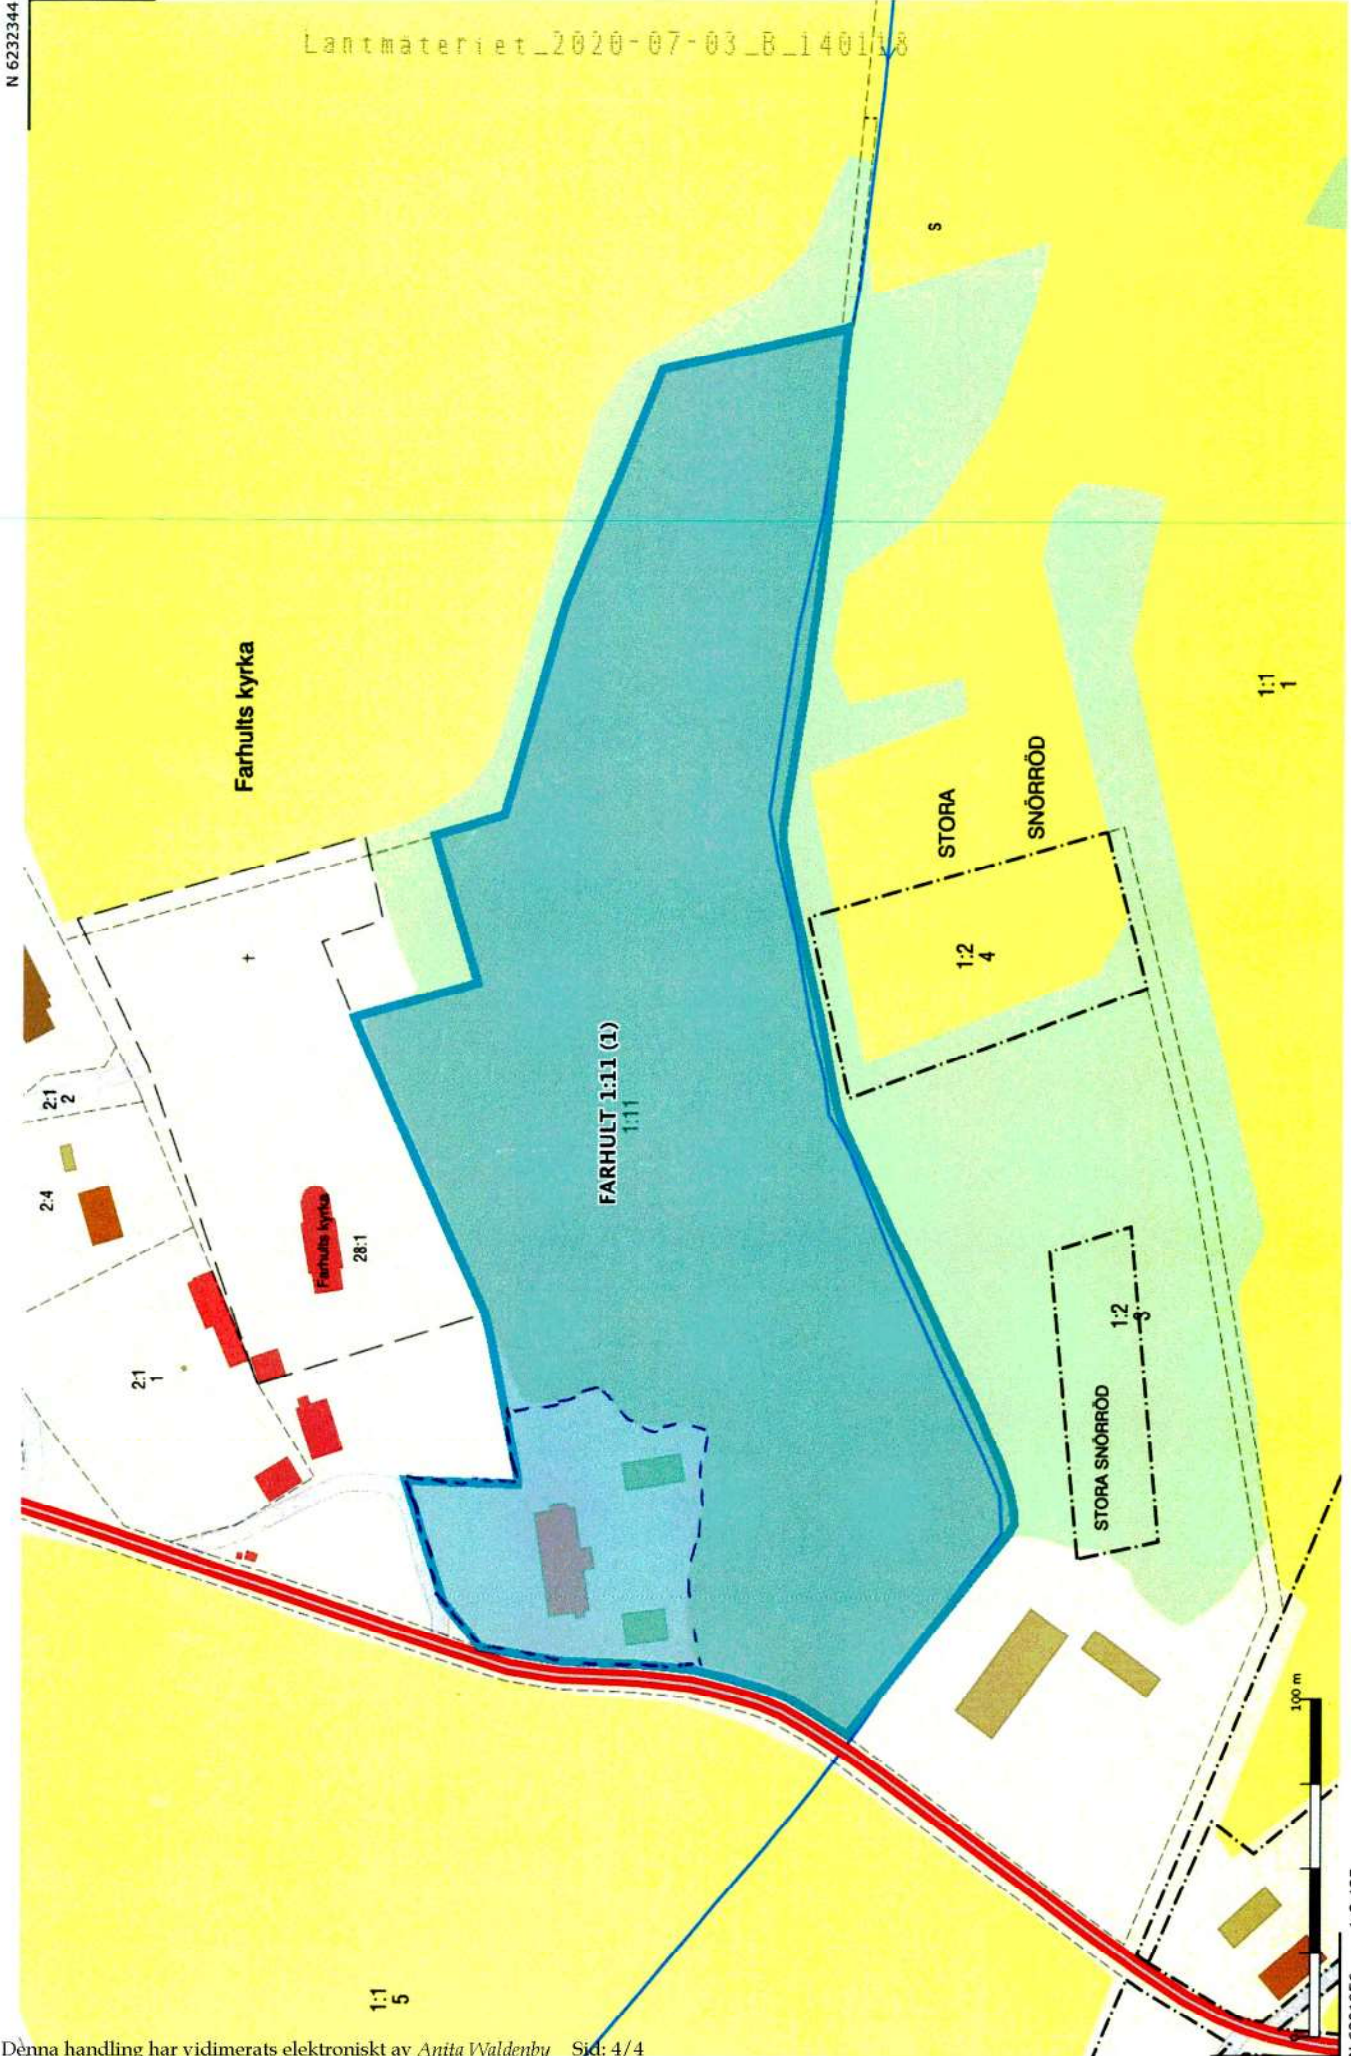 N 6232344
Lantmäteriet_2020-07-03_B_140118
S
Farhults kyrka
1:1
1
STORA
SNÖRRÖD
1:2
4
2:1
2
2:4
FARHULT 1:11 (1)
1:11
Farhults kyrka
28:1
2:1
1
1:2
3
STORA SNÖRRÖD
100 m
1:1
5
Denna handling har vidimerats elektroniskt av Anita Waldenby Sid: 4/4